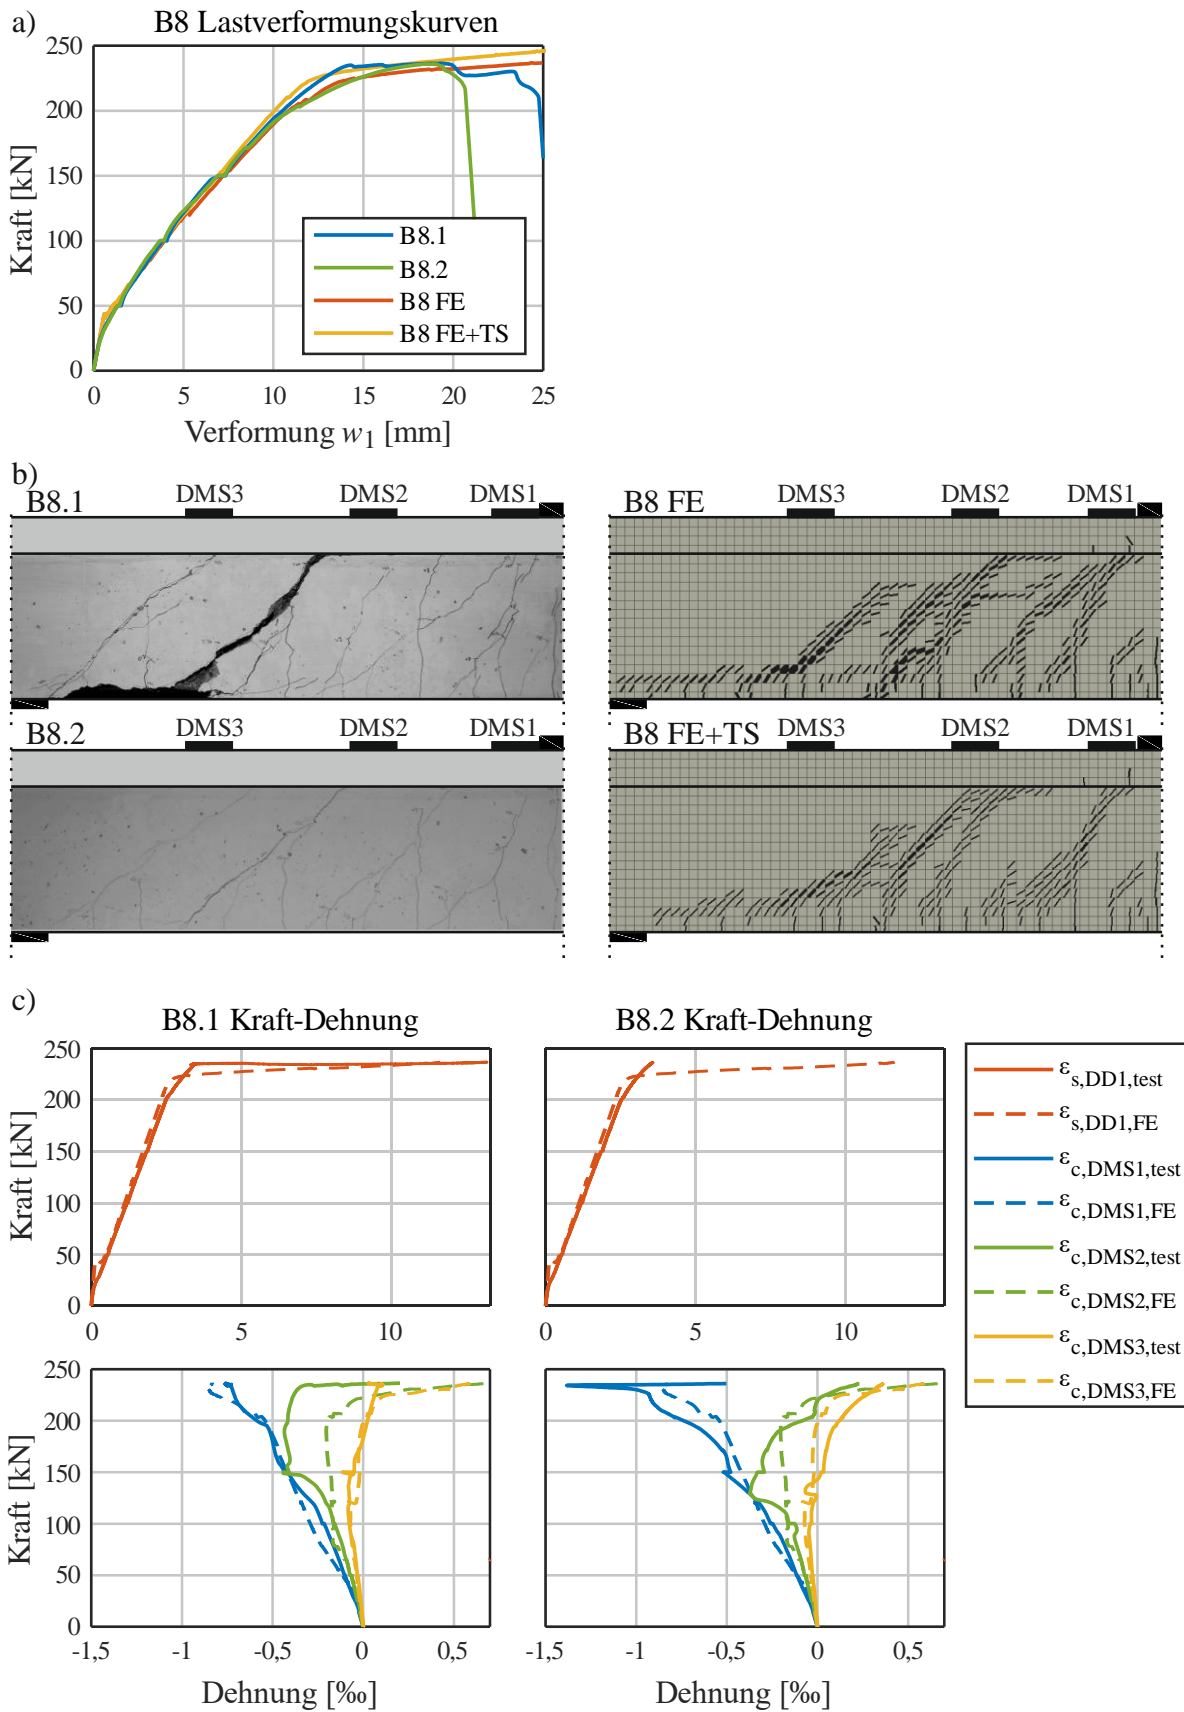 a)
B8 Lastverformungskurven
Kraft [kN]
250
200
150
100
50
0
0 5 10 15 20 25
Verformung w1 [mm]
B8.1
B8.2
B8 FE
B8 FE+TS
b)
B8.1 DMS3 DMS2 DMS1
B8 FE DMS3 DMS2 DMS1
B8.2 DMS3 DMS2 DMS1
B8 FE+TS DMS3 DMS2 DMS1
c)
B8.1 Kraft-Dehnung
Kraft [kN]
250
200
150
100
50
0
0 5 10
B8.2 Kraft-Dehnung
0 5 10
εs,DD1,test
εs,DD1,FE
εc,DMS1,test
εc,DMS1,FE
εc,DMS2,test
εc,DMS2,FE
εc,DMS3,test
εc,DMS3,FE
Kraft [kN]
250
200
150
100
50
0
-1,5 -1 -0,5 0 0,5
Dehnung [‰]
-1,5 -1 -0,5 0 0,5
Dehnung [‰]